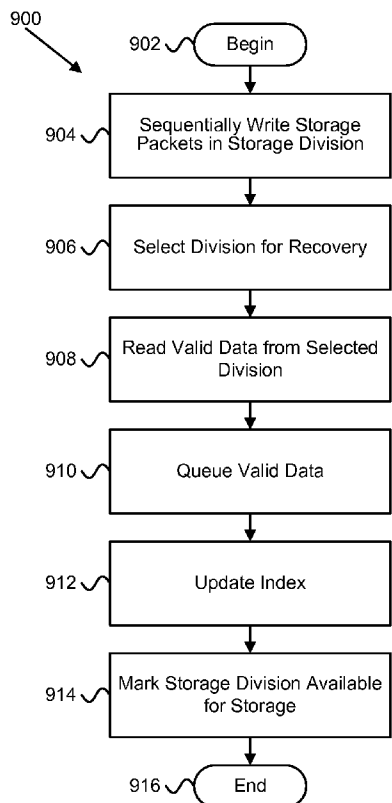 900
902
Begin
904
Sequentially Write Storage
Packets in Storage Division
906
Select Division for Recovery
908
Read Valid Data from Selected
Division
910
Queue Valid Data
912
Update Index
914
Mark Storage Division Available
for Storage
916
End